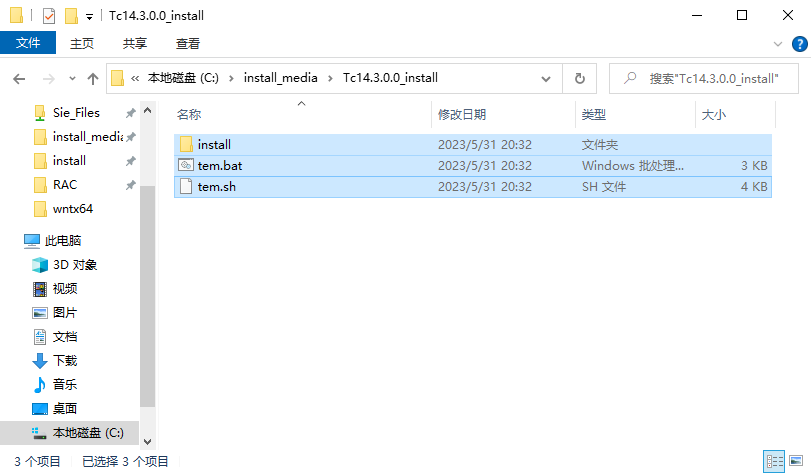 Tc14.3.0.0_install
文件 主页 共享 查看
« 本地磁盘 (C:) › install_media › Tc14.3.0.0_install
搜索"Tc14.3.0.0_install"
名称 修改日期 类型 大小
install 2023/5/31 20:32 文件夹
tem.bat 2023/5/31 20:32 Windows 批处理... 3 KB
tem.sh 2023/5/31 20:32 SH 文件 4 KB
Sie_Files
install_media
install
RAC
wntx64
此电脑
3D 对象
视频
图片
文档
下载
音乐
桌面
本地磁盘 (C:)
3 个项目 已选择 3 个项目